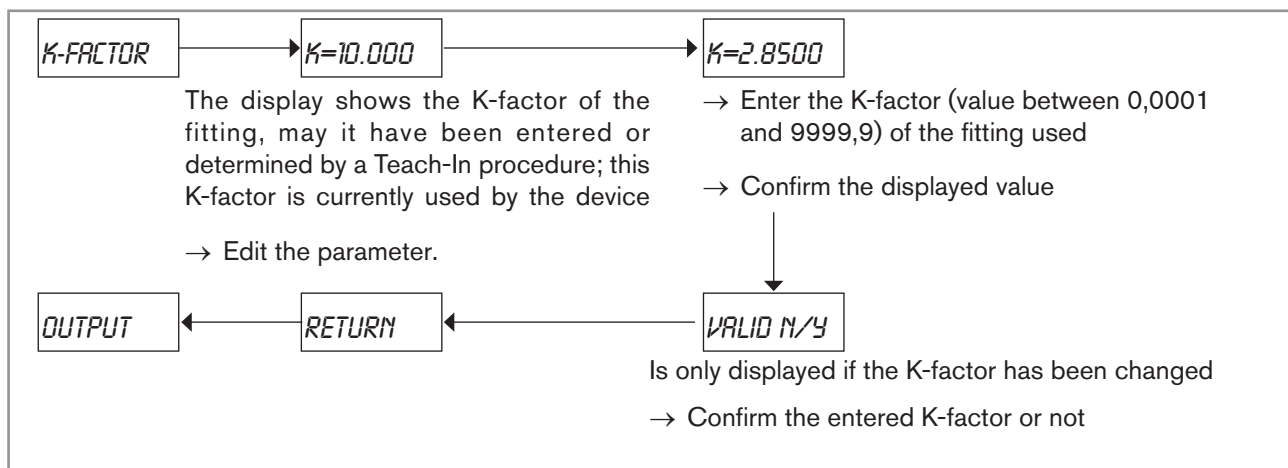 K-FACTOR
K=10.000
K=2.8500
The display shows the K-factor of the
fitting, may it have been entered or
determined by a Teach-In procedure; this
K-factor is currently used by the device
→ Edit the parameter.
→ Enter the K-factor (value between 0,0001
and 9999,9) of the fitting used
→ Confirm the displayed value
OUTPUT
RETURN
VALID N/Y
Is only displayed if the K-factor has been changed
→ Confirm the entered K-factor or not